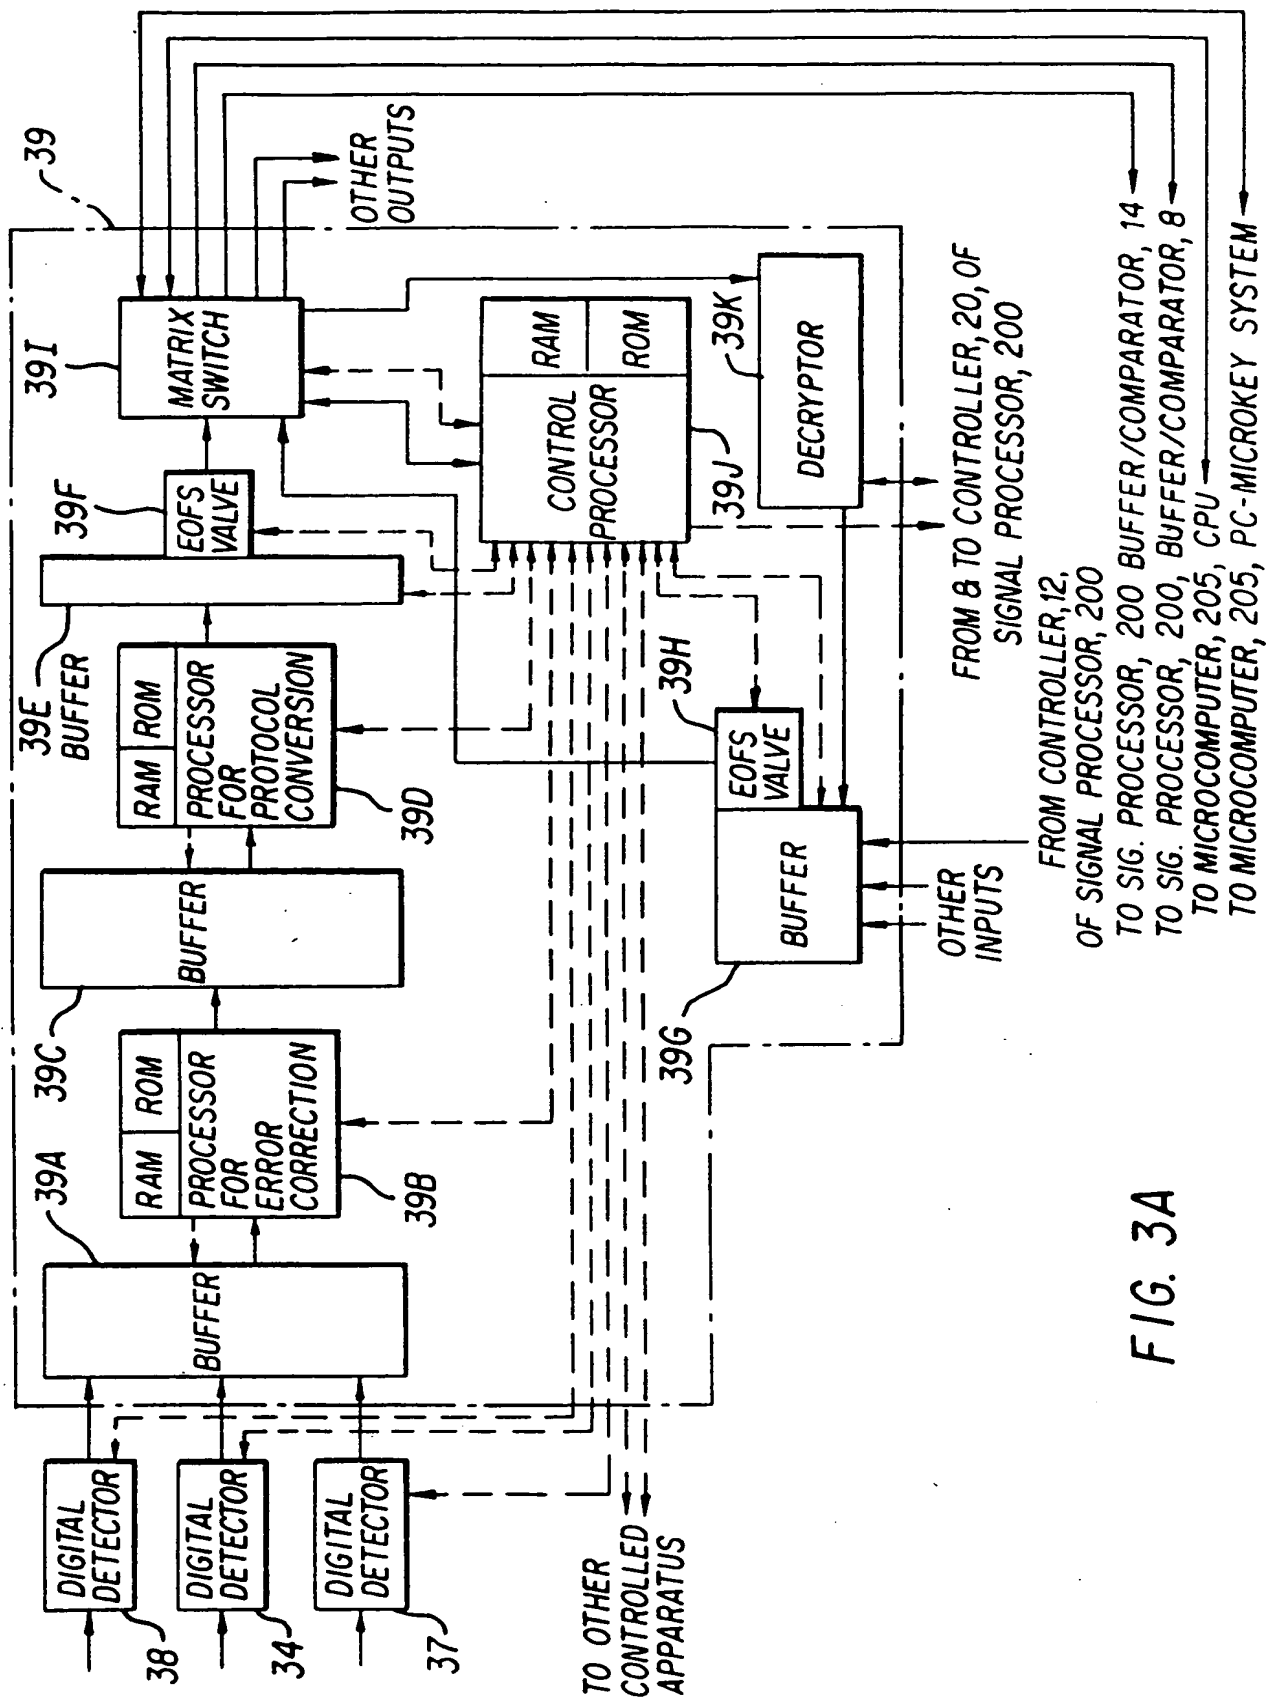 39
39A
39C
39E
BUFFER
39F
39I
DIGITAL
DETECTOR
38
DIGITAL
DETECTOR
34
DIGITAL
DETECTOR
37
BUFFER
RAM
ROM
PROCESSOR
FOR
ERROR
CORRECTION
39B
BUFFER
RAM
ROM
PROCESSOR
FOR
PROTOCOL
CONVERSION
39D
EOFS
VALVE
MATRIX
SWITCH
OTHER
OUTPUTS
CONTROL
PROCESSOR
RAM
ROM
39J
39K
DECRYPTOR
39H
EOFS
VALVE
BUFFER
39G
OTHER
INPUTS
TO OTHER
CONTROLLED
APPARATUS
FROM & TO CONTROLLER, 20, OF
SIGNAL PROCESSOR, 200
FROM CONTROLLER, 12,
OF SIGNAL PROCESSOR, 200
TO SIG. PROCESSOR, 200 BUFFER/COMPARATOR, 14
TO SIG. PROCESSOR, 200, BUFFER/COMPARATOR, 8
TO MICROCOMPUTER, 205, CPU
TO MICROCOMPUTER, 205, PC-MICROKEY SYSTEM
FIG. 3A